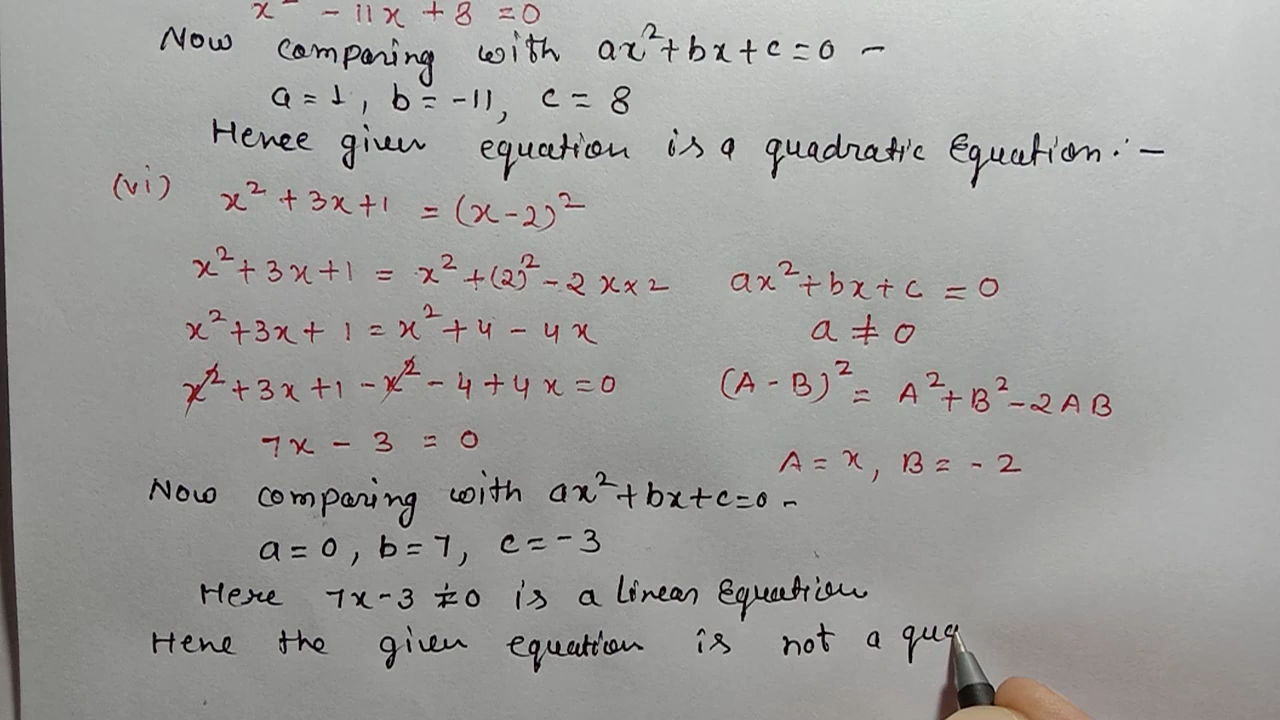 x² - 11x + 8 = 0
Now comparing with ax² + bx + c = 0 -
a = 1, b = -11, c = 8
Hence given equation is a quadratic Equation. -
(vi) x² + 3x + 1 = (x - 2)²
x² + 3x + 1 = x² + (2)² - 2 x x 2
ax² + bx + c = 0
x² + 3x + 1 = x² + 4 - 4x
a ≠ 0
x² + 3x + 1 - x² - 4 + 4x = 0
(A - B)² = A² + B² - 2AB
7x - 3 = 0
A = x, B = -2
Now comparing with ax² + bx + c = 0 -
a = 0, b = 7, c = -3
Here 7x - 3 ≠ 0 is a linear Equation
Hene the given equation is not a qua